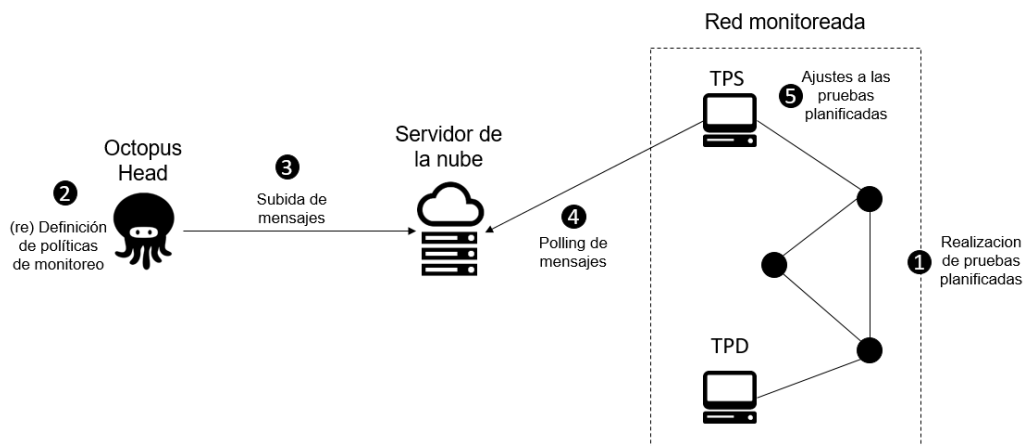 Red monitoreada
TPS
5
Ajustes a las
pruebas
planificadas
Servidor de
la nube
Octopus
Head
3
Subida de
mensajes
2
(re) Definición
de políticas
de monitoreo
4
Polling de
mensajes
1
Realizacion
de pruebas
planificadas
TPD